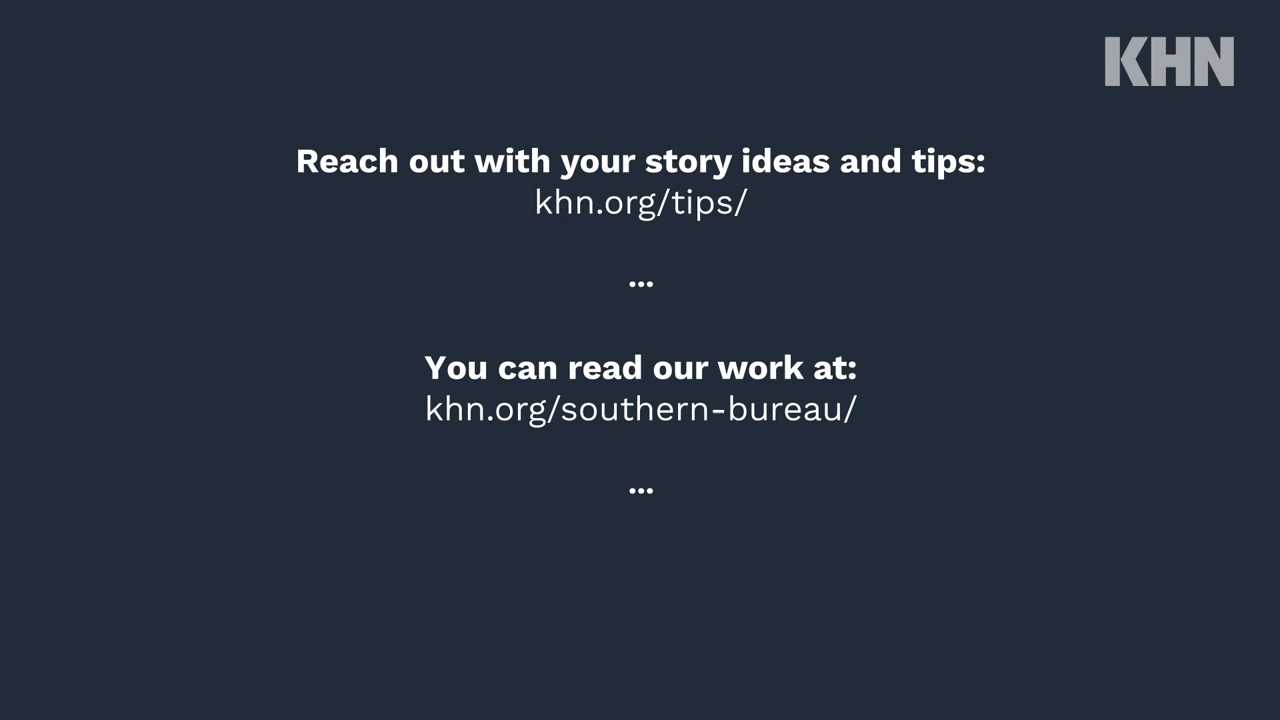 KHN
Reach out with your story ideas and tips:
khn.org/tips/
...
You can read our work at:
khn.org/southern-bureau/
...